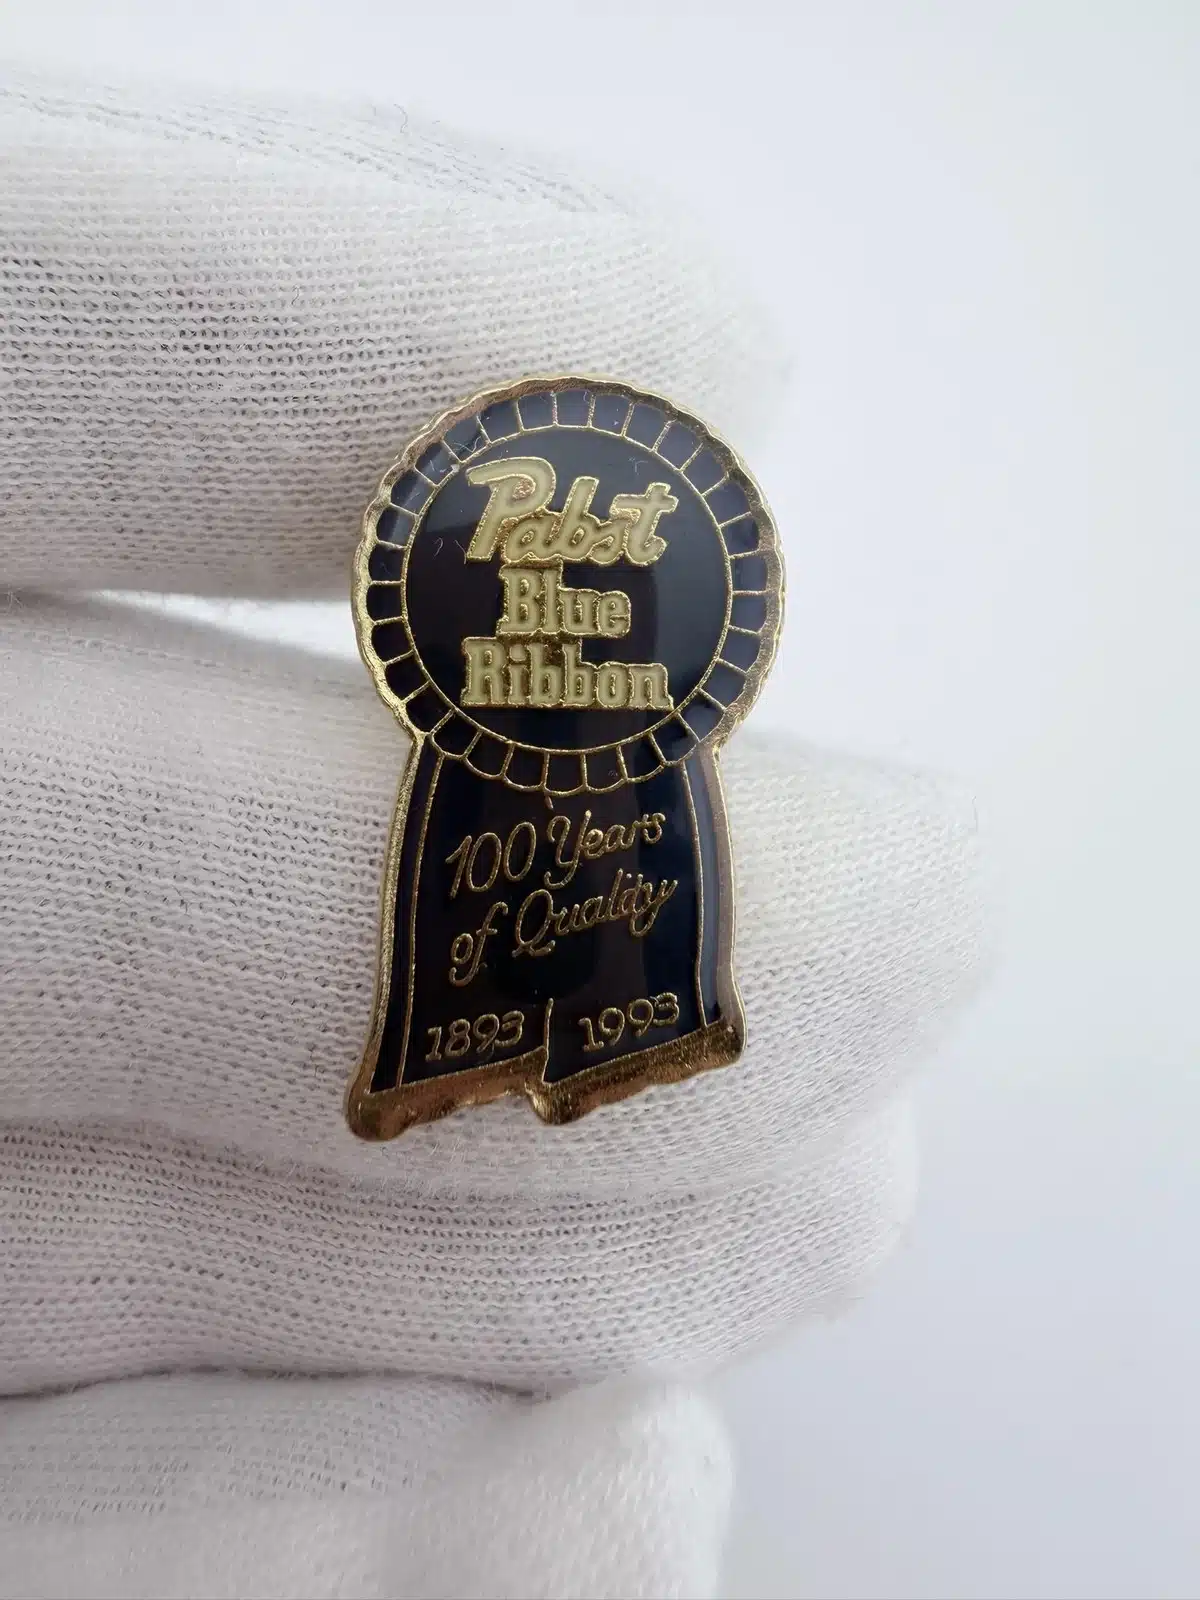 Pabst
Blue
Ribbon
100 Years
of Quality
1893 1993